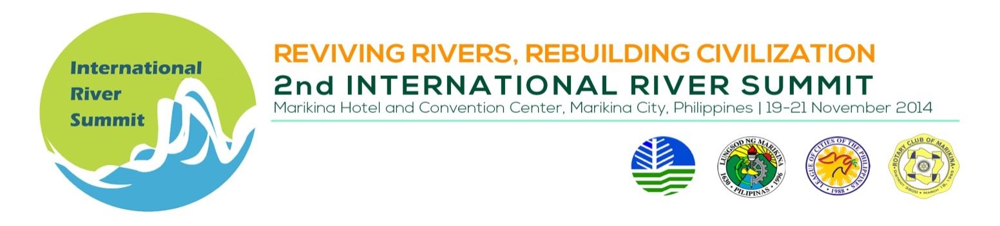 International
River
Summit
REVIVING RIVERS, REBUILDING CIVILIZATION
2nd INTERNATIONAL RIVER SUMMIT
Marikina Hotel and Convention Center, Marikina City, Philippines | 19-21 November 2014
LUNGSOD NG MARIKINA
1630 • PILIPINAS • 1996
LEAGUE OF CITIES OF THE PHILIPPINES
• 1988 •
• ROTARY CLUB OF MARIKINA •
DISTRICT 3800 • MARCH 18, 1965